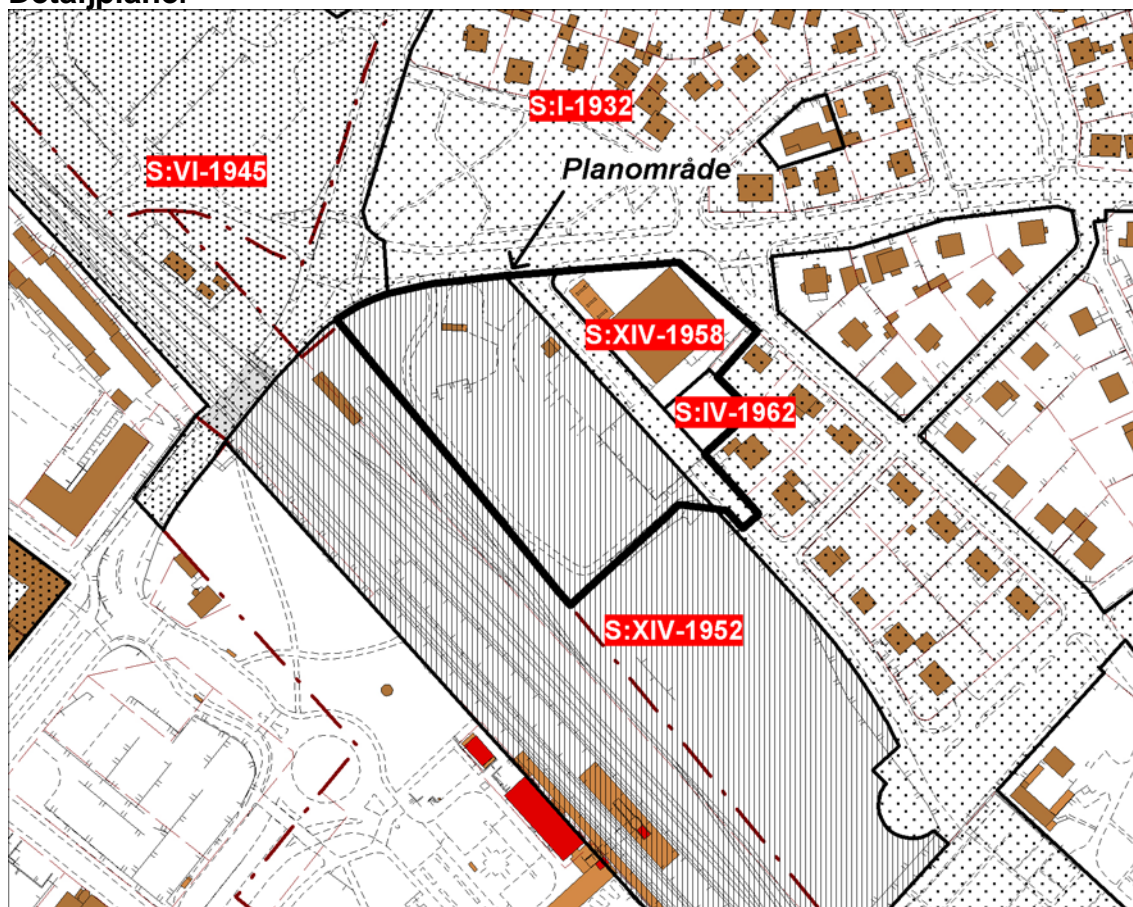 Detaljplaner
S:I-1932
S:VI-1945
Planområde
S:XIV-1958
S:IV-1962
S:XIV-1952